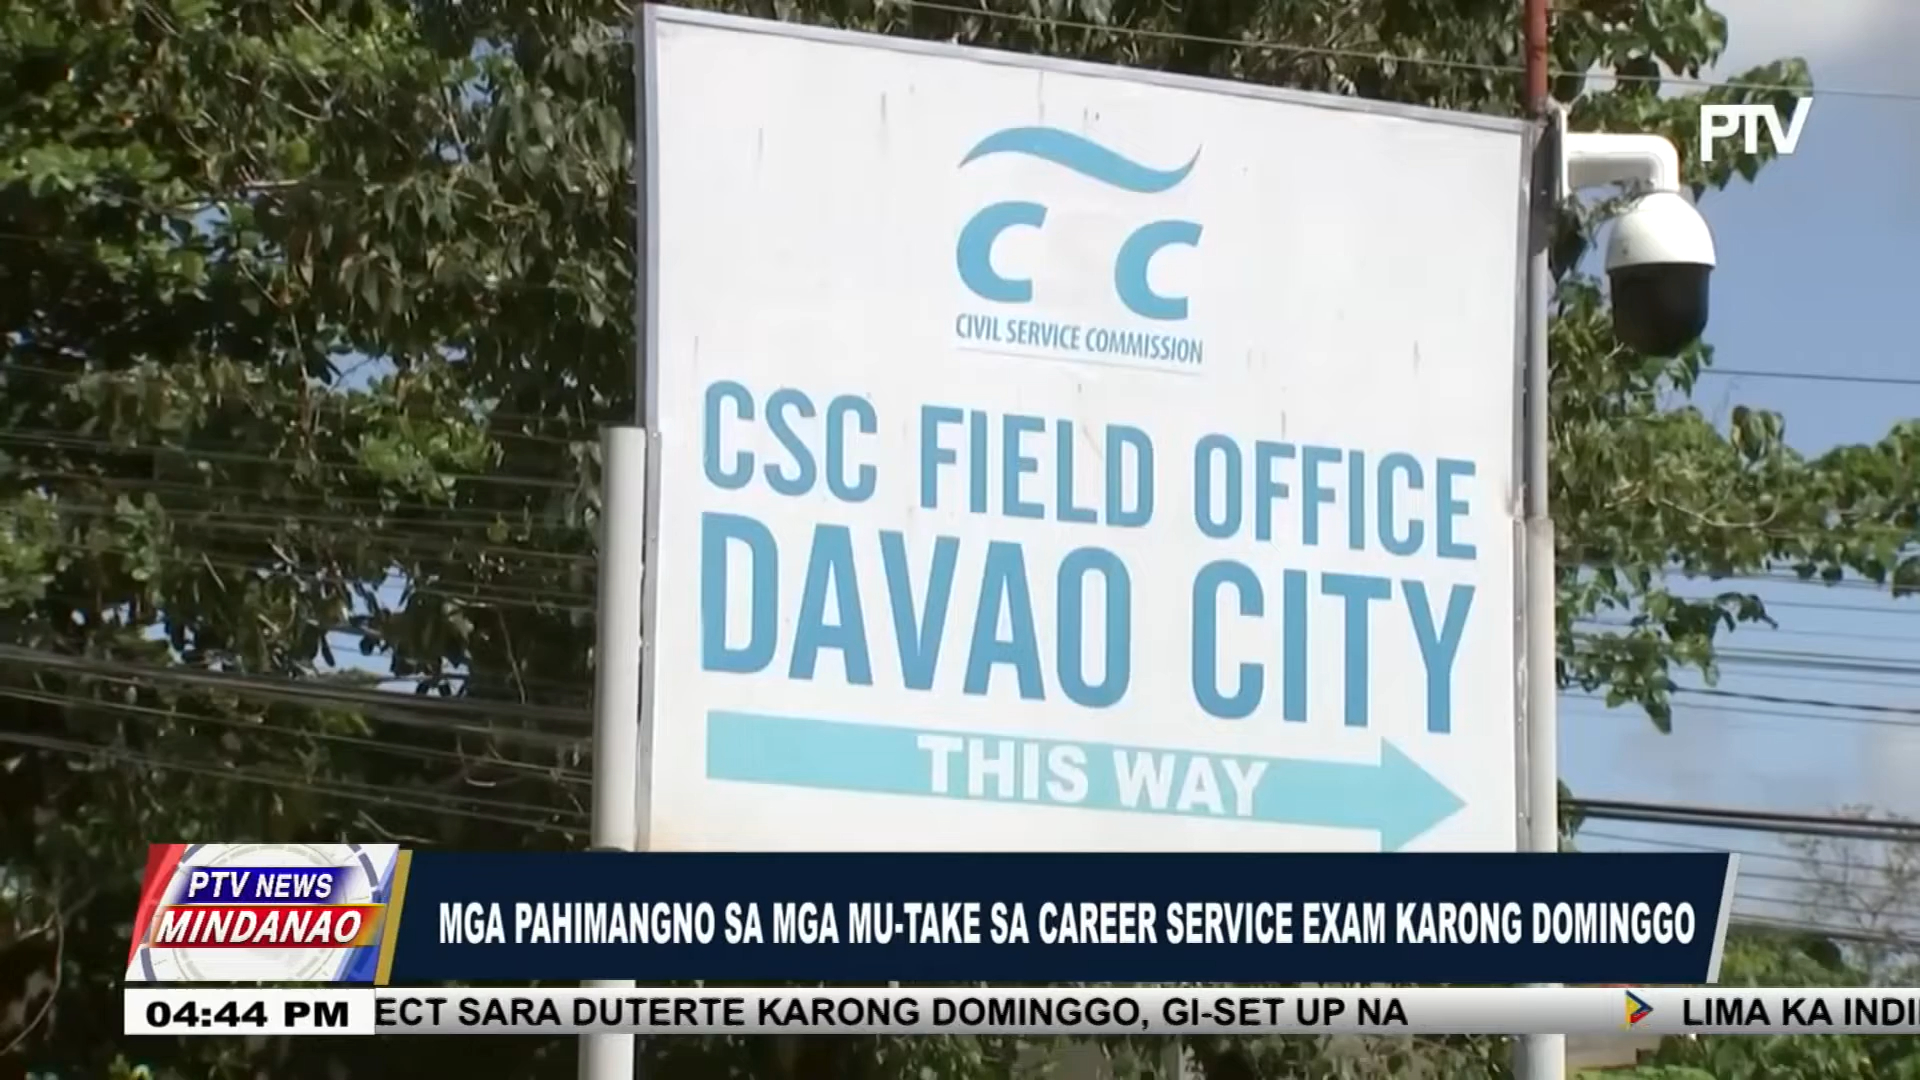 PTV
CSC
CIVIL SERVICE COMMISSION
CSC FIELD OFFICE
DAVAO CITY
THIS WAY
PTV NEWS
MINDANAO
MGA PAHIMANGNO SA MGA MU-TAKE SA CAREER SERVICE EXAM KARONG DOMINGGO
04:44 PM
ECT SARA DUTERTE KARONG DOMINGGO, GI-SET UP NA
LIMA KA INDI